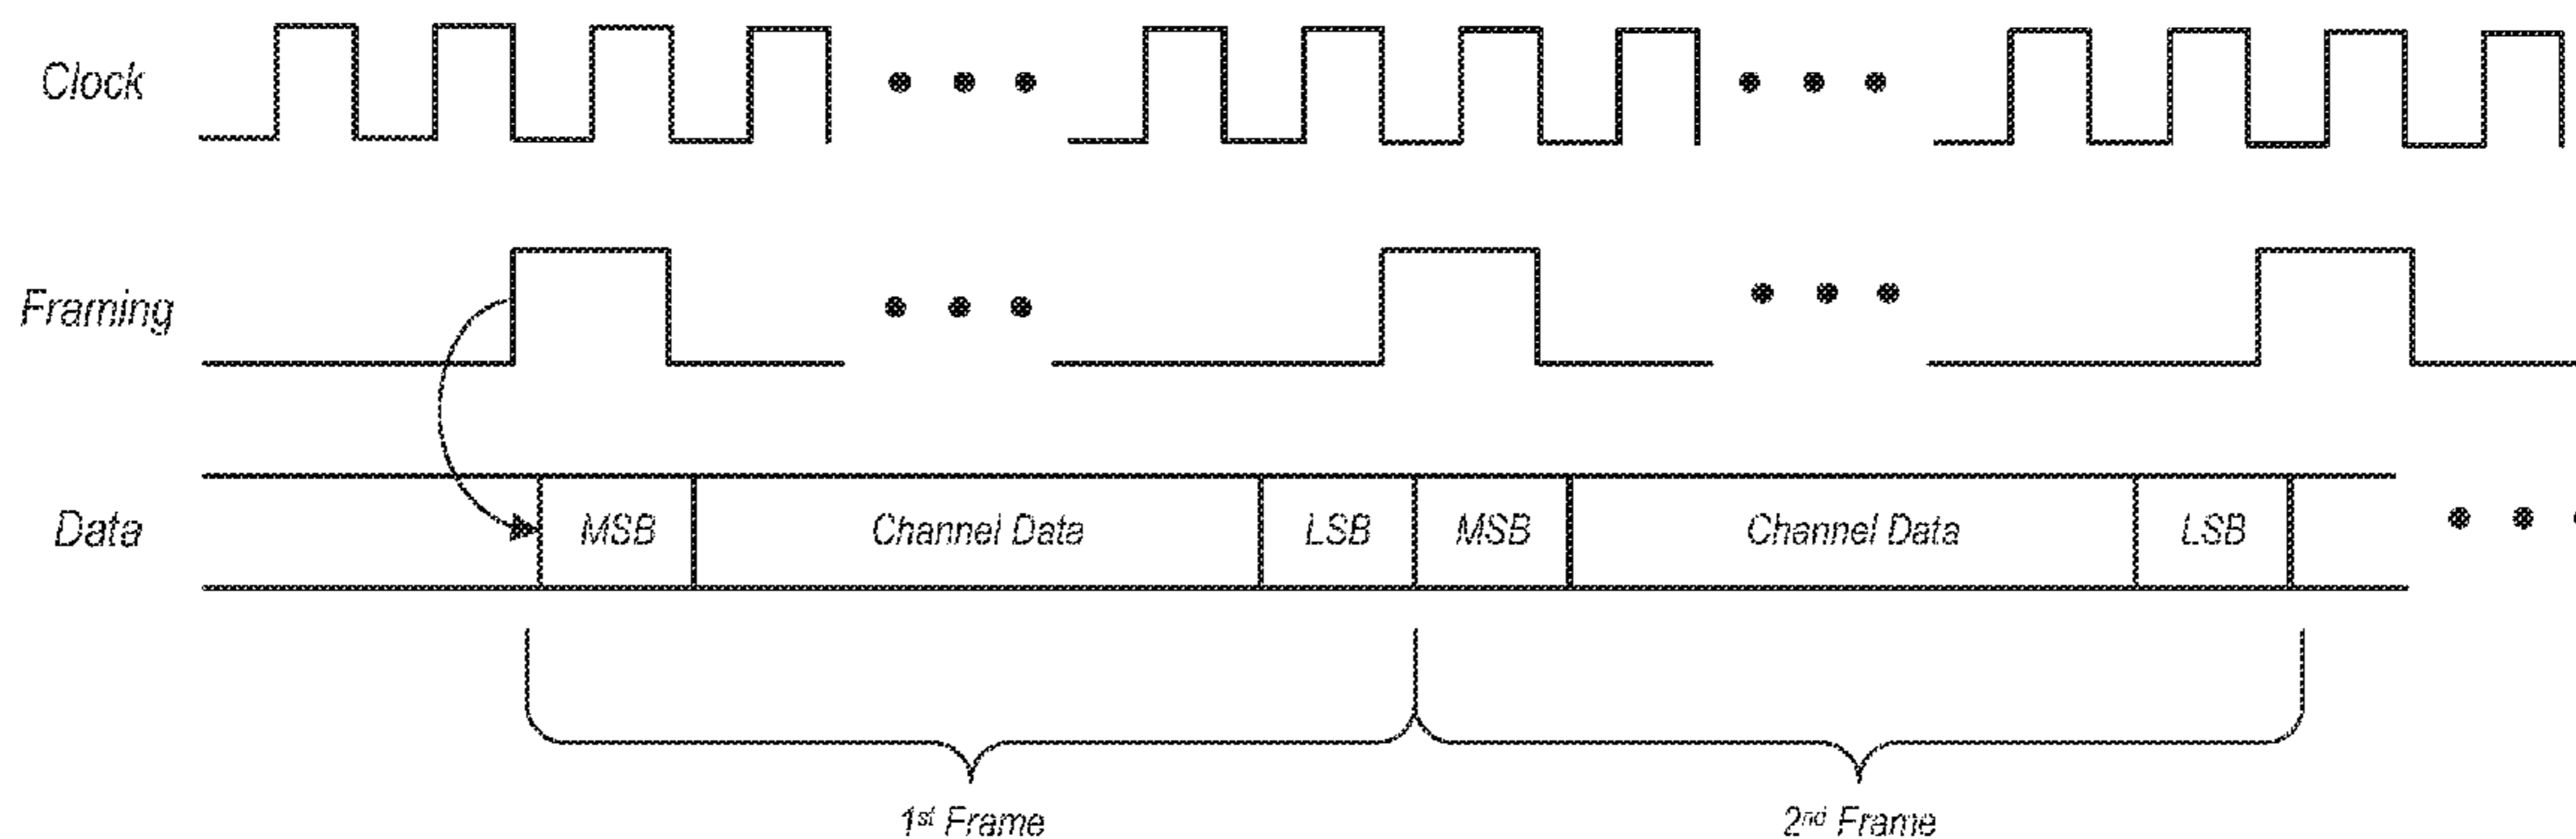 Clock
Framing
Data
MSB Channel Data LSB MSB Channel Data LSB
1st Frame 2nd Frame